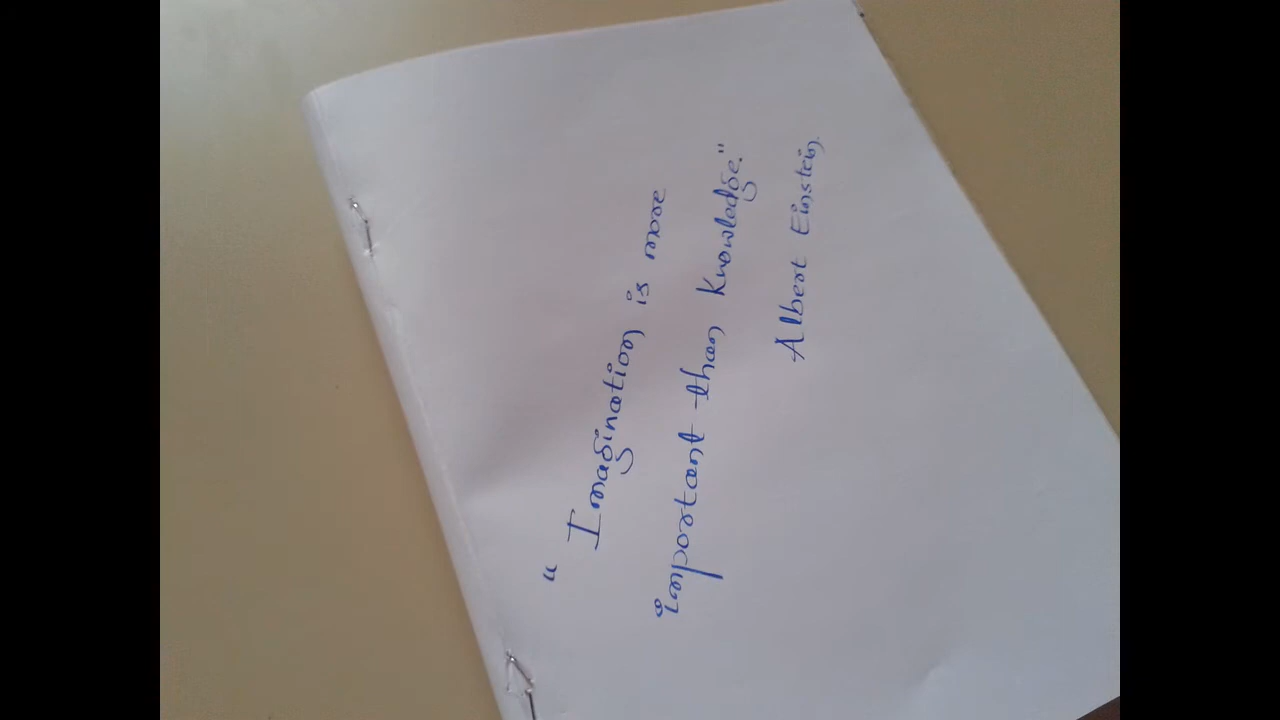 " Imagination is more
important than Knowledge."
Albert Einstein